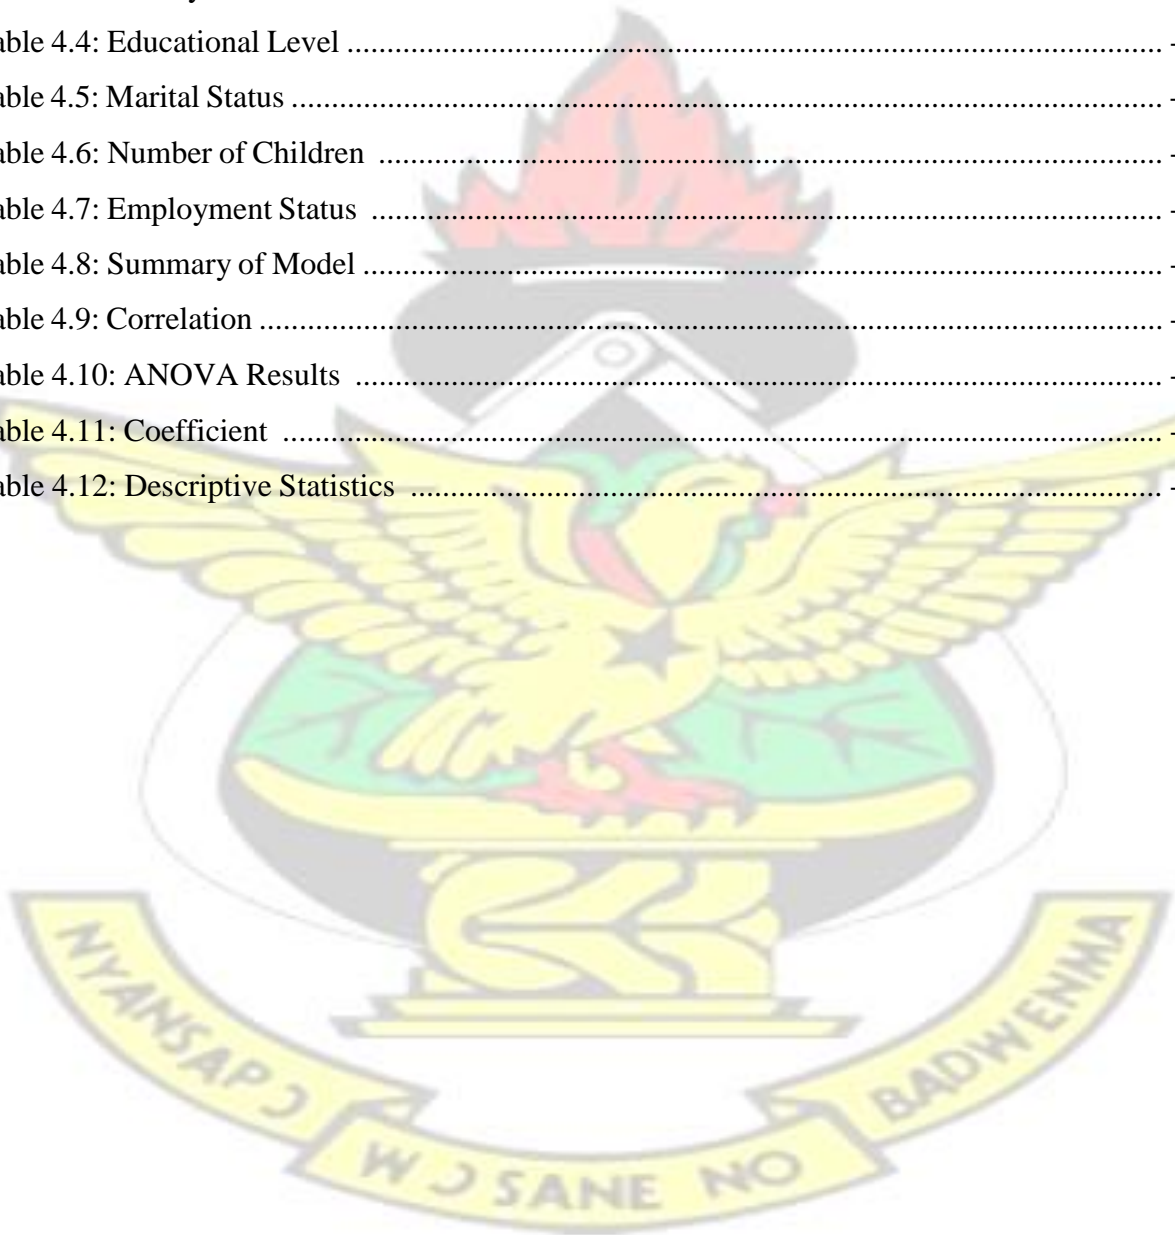 able 4.4: Educational Level ........................................................................................................ -
able 4.5: Marital Status ............................................................................................................... -
able 4.6: Number of Children .................................................................................................... -
able 4.7: Employment Status ..................................................................................................... -
able 4.8: Summary of Model ...................................................................................................... -
able 4.9: Correlation ................................................................................................................... -
able 4.10: ANOVA Results ....................................................................................................... -
able 4.11: Coefficient ................................................................................................................ -
able 4.12: Descriptive Statistics ................................................................................................ -
NYANSAPƆ
WƆ SANE NO
BADWENMA